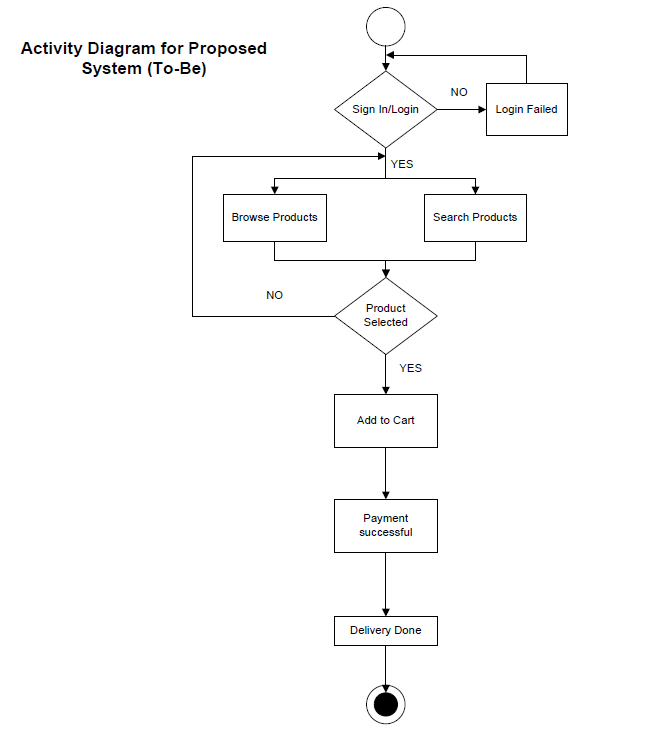 Activity Diagram for Proposed
System (To-Be)
Sign In/Login
NO
Login Failed
YES
Browse Products
Search Products
NO
Product
Selected
YES
Add to Cart
Payment
successful
Delivery Done